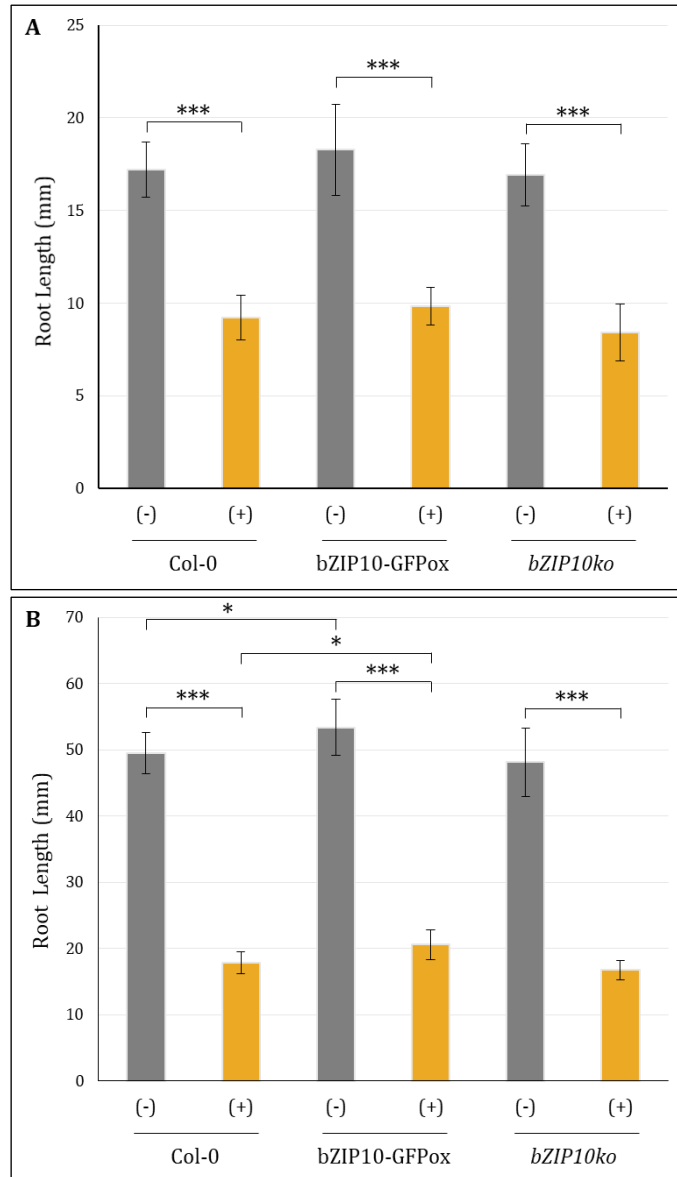 A
25
20
15
10
5
0
Root Length (mm)
***
***
***
(-) (+) (-) (+) (-) (+)
Col-0 bZIP10-GFPox bZIP10ko
B
70
60
50
40
30
20
10
0
Root Length (mm)
*
*
***
***
***
(-) (+) (-) (+) (-) (+)
Col-0 bZIP10-GFPox bZIP10ko